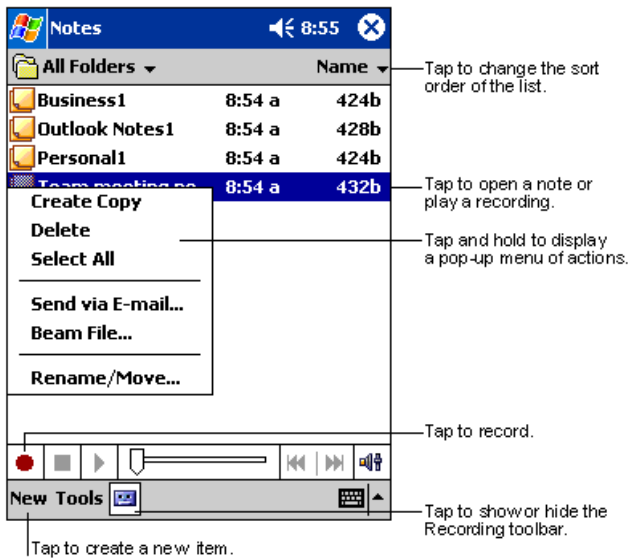 Notes 8:55
All Folders Name
Tap to change the sort
order of the list.
Business1 8:54 a 424b
Outlook Notes1 8:54 a 428b
Personal1 8:54 a 424b
Team meeting no 8:54 a 432b
Tap to open a note or
play a recording.
Create Copy
Delete
Select All
Tap and hold to display
a pop-up menu of actions.
Send via E-mail...
Beam File...
Rename/Move...
Tap to record.
New Tools
Tap to show or hide the
Recording toolbar.
Tap to create a new item.